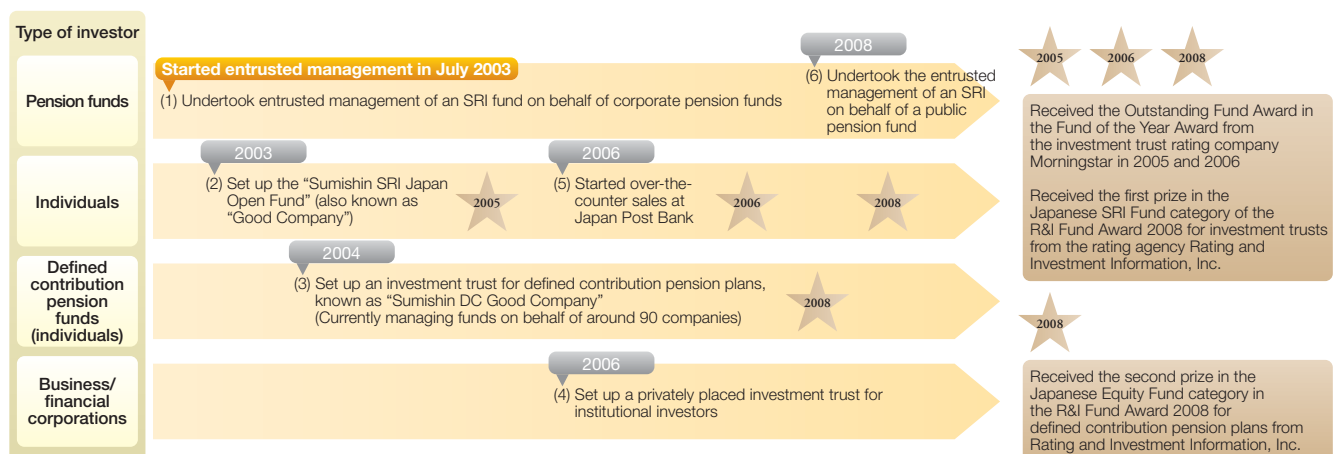 Type of investor
Pension funds
Started entrusted management in July 2003
(1) Undertook entrusted management of an SRI fund on behalf of corporate pension funds
2008
(6) Undertook the entrusted
management of an SRI
on behalf of a public
pension fund
Individuals
2003
(2) Set up the “Sumishin SRI Japan
Open Fund” (also known as
“Good Company”)
2005
2006
(5) Started over-the-
counter sales at
Japan Post Bank
2006
2008
Defined
contribution
pension
funds
(individuals)
2004
(3) Set up an investment trust for defined contribution pension plans,
known as “Sumishin DC Good Company”
(Currently managing funds on behalf of around 90 companies)
2008
Business/
financial
corporations
2006
(4) Set up a privately placed investment trust for
institutional investors
2005
2006
2008
Received the Outstanding Fund Award in
the Fund of the Year Award from
the investment trust rating company
Morningstar in 2005 and 2006
Received the first prize in the
Japanese SRI Fund category of the
R&I Fund Award 2008 for investment trusts
from the rating agency Rating and
Investment Information, Inc.
2008
Received the second prize in the
Japanese Equity Fund category in
the R&I Fund Award 2008 for
defined contribution pension plans from
Rating and Investment Information, Inc.